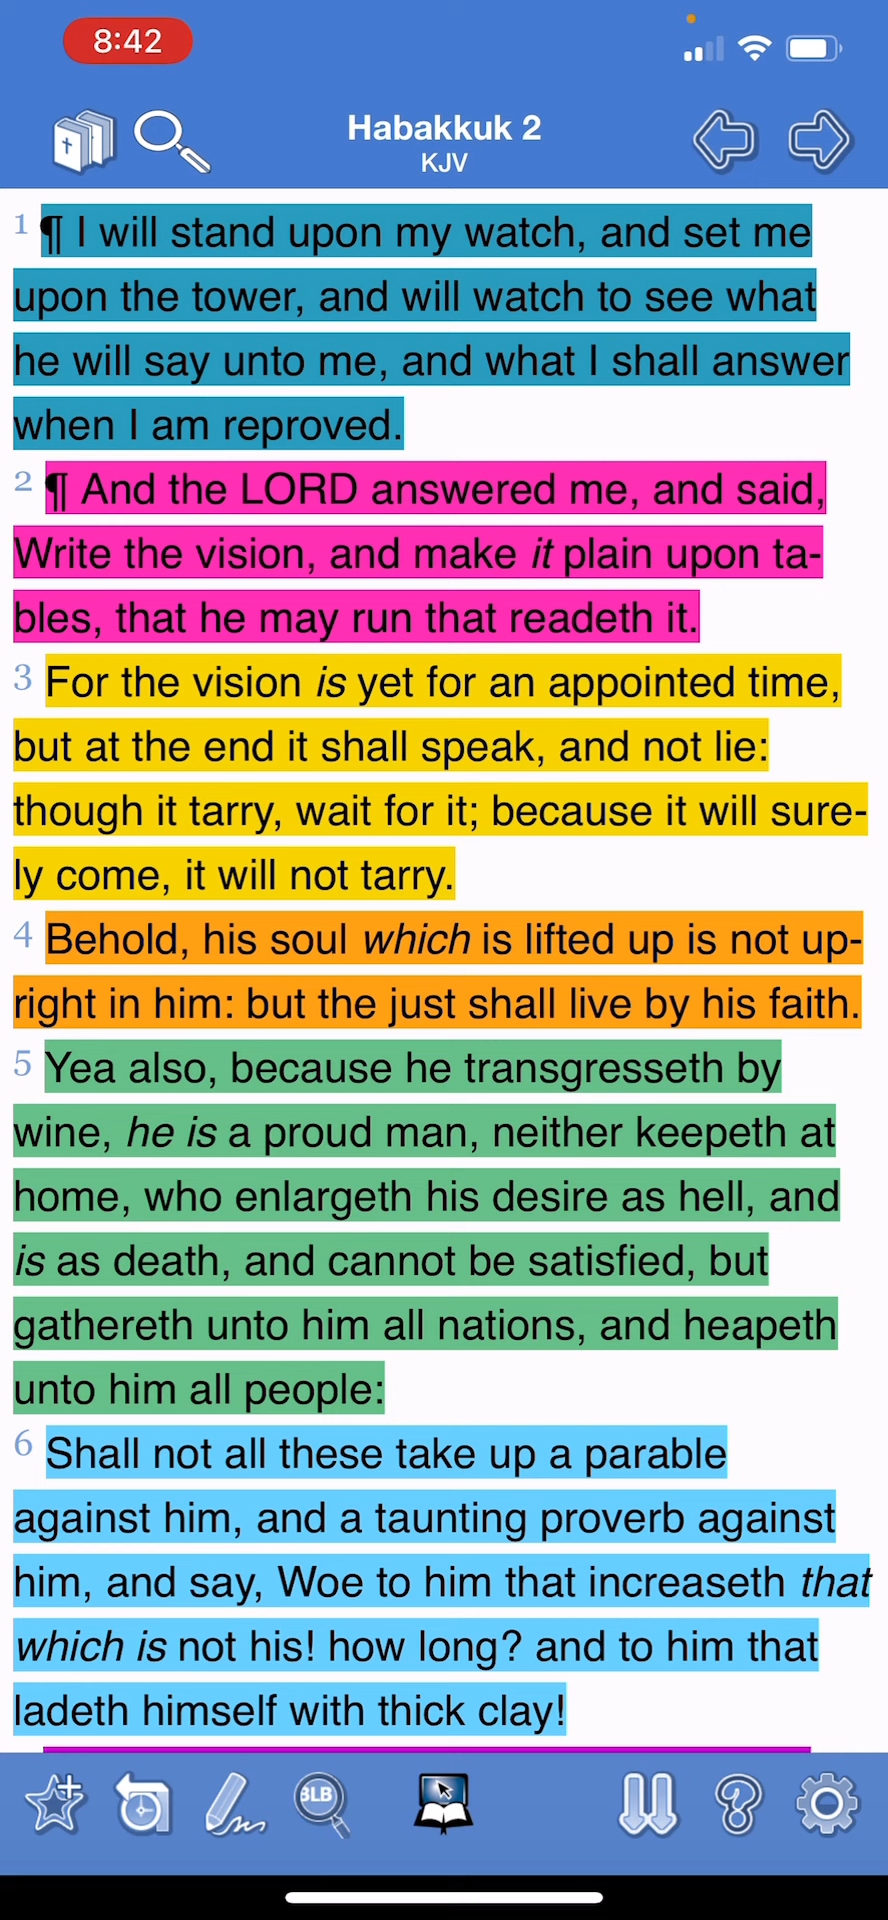 8:42
Habakkuk 2
KJV
1 ¶ I will stand upon my watch, and set me
upon the tower, and will watch to see what
he will say unto me, and what I shall answer
when I am reproved.
2 ¶ And the LORD answered me, and said,
Write the vision, and make it plain upon ta-
bles, that he may run that readeth it.
3 For the vision is yet for an appointed time,
but at the end it shall speak, and not lie:
though it tarry, wait for it; because it will sure-
ly come, it will not tarry.
4 Behold, his soul which is lifted up is not up-
right in him: but the just shall live by his faith.
5 Yea also, because he transgresseth by
wine, he is a proud man, neither keepeth at
home, who enlargeth his desire as hell, and
is as death, and cannot be satisfied, but
gathereth unto him all nations, and heapeth
unto him all people:
6 Shall not all these take up a parable
against him, and a taunting proverb against
him, and say, Woe to him that increaseth that
which is not his! how long? and to him that
ladeth himself with thick clay!
BLB